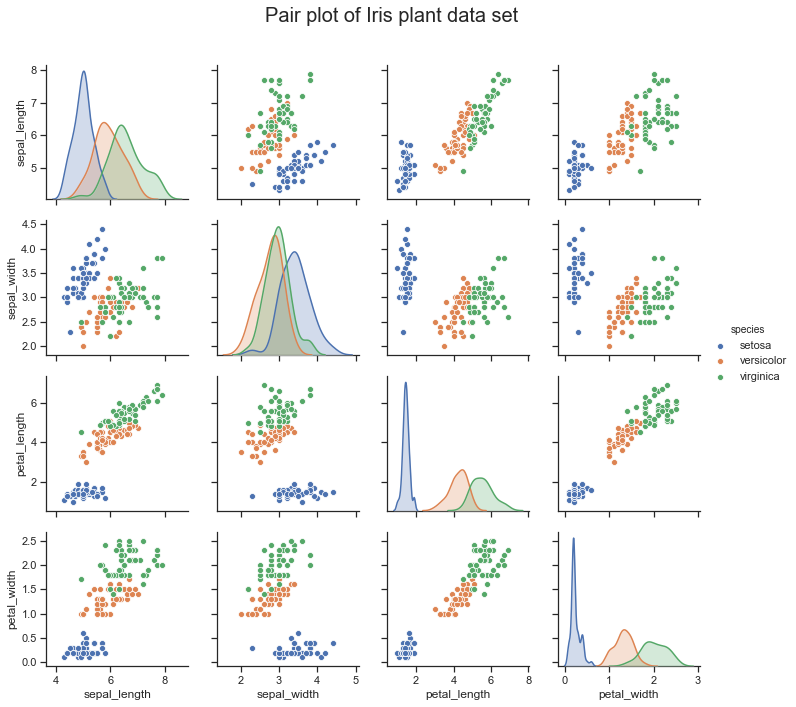 Pair plot of Iris plant data set
sepal_length
8
7
6
5
sepal_width
4.5
4.0
3.5
3.0
2.5
2.0
species
setosa
versicolor
virginica
petal_length
6
4
2
petal_width
2.5
2.0
1.5
1.0
0.5
0.0
4 6 8 2 3 4 5 2 4 6 8 0 1 2 3
sepal_length sepal_width petal_length petal_width